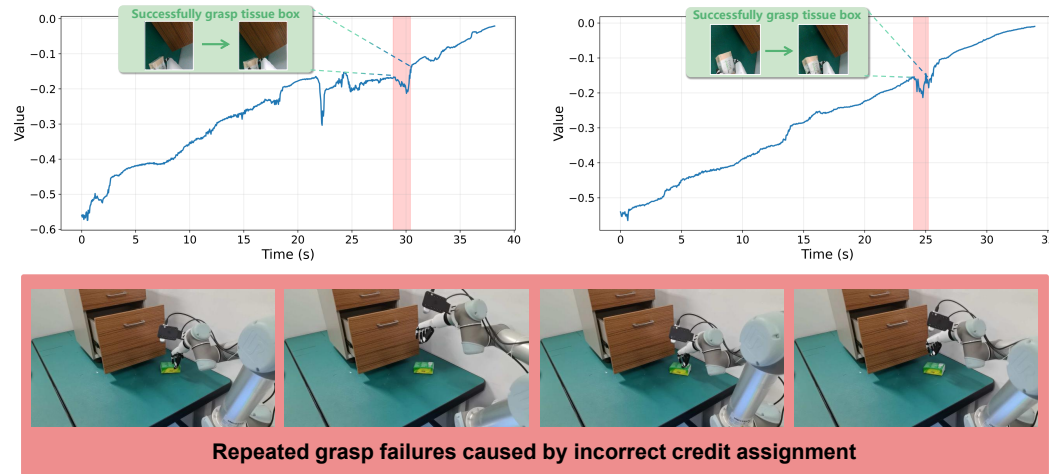 Successfully grasp tissue box
0.0
−0.1
−0.2
−0.3
−0.4
−0.5
−0.6
Value
0 5 10 15 20 25 30 35 40
Time (s)
Successfully grasp tissue box
0.0
−0.1
−0.2
−0.3
−0.4
−0.5
Value
0 5 10 15 20 25 30 35
Time (s)
Repeated grasp failures caused by incorrect credit assignment